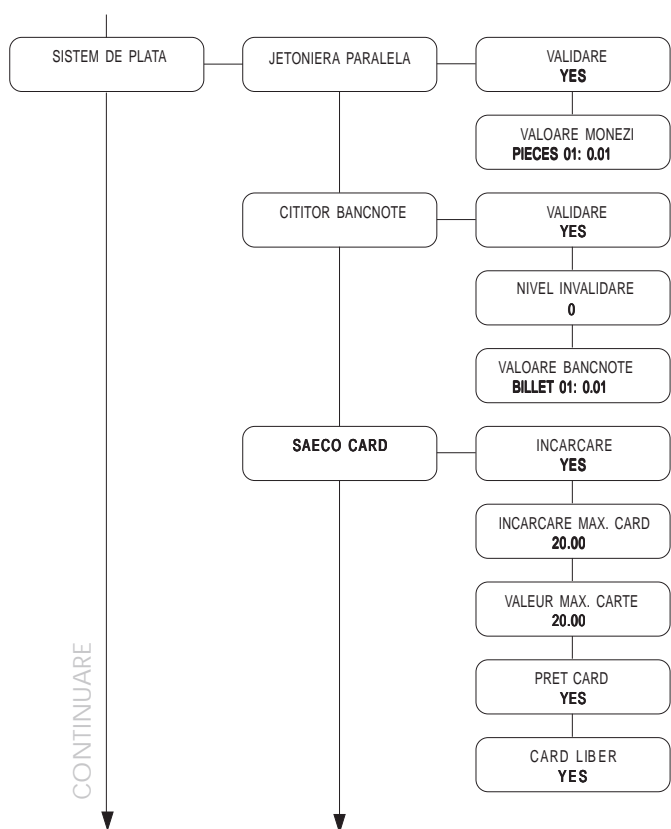 SISTEM DE PLATA
JETONIERA PARALELA
VALIDARE
YES
VALOARE MONEZI
PIECES 01: 0.01
CITITOR BANCNOTE
VALIDARE
YES
NIVEL INVALIDARE
0
VALOARE BANCNOTE
BILLET 01: 0.01
SAECO CARD
INCARCARE
YES
INCARCARE MAX. CARD
20.00
VALEUR MAX. CARTE
20.00
PRET CARD
YES
CARD LIBER
YES
CONTINUARE